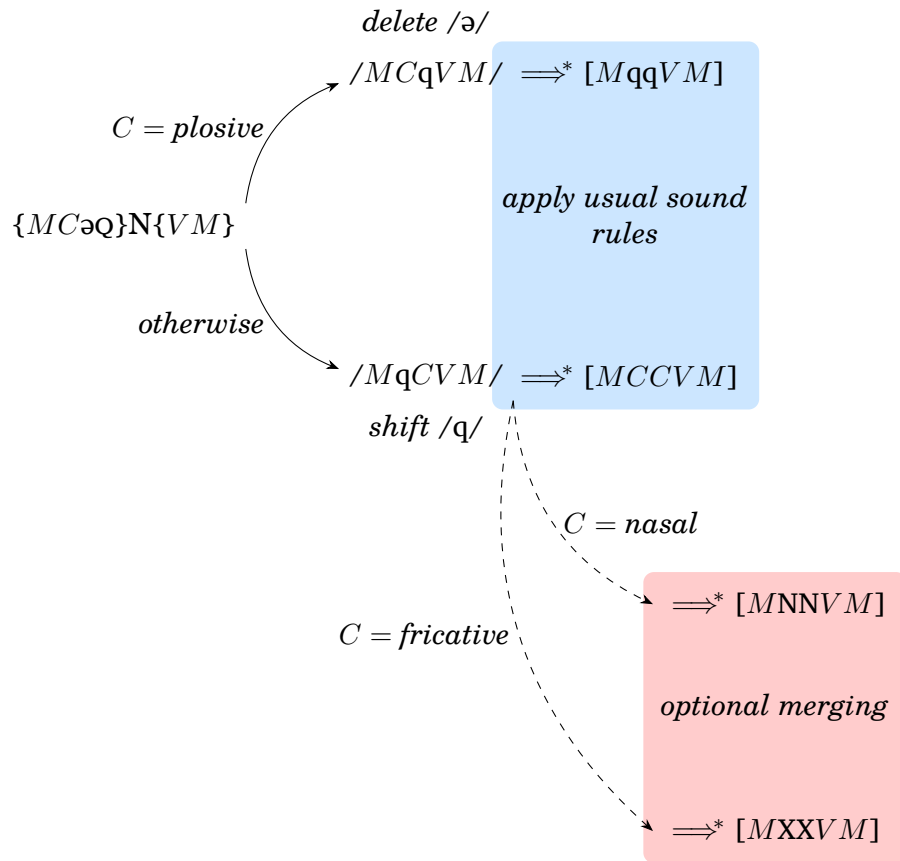 delete /ə/
/MCqVM/ ⟹* [MqqVM]
C = plosive
apply usual sound
rules
{MCəQ}N{VM}
otherwise
/MqCVM/ ⟹* [MCCVM]
shift /q/
C = nasal
⟹* [MNNVM]
C = fricative
optional merging
⟹* [MXXVM]